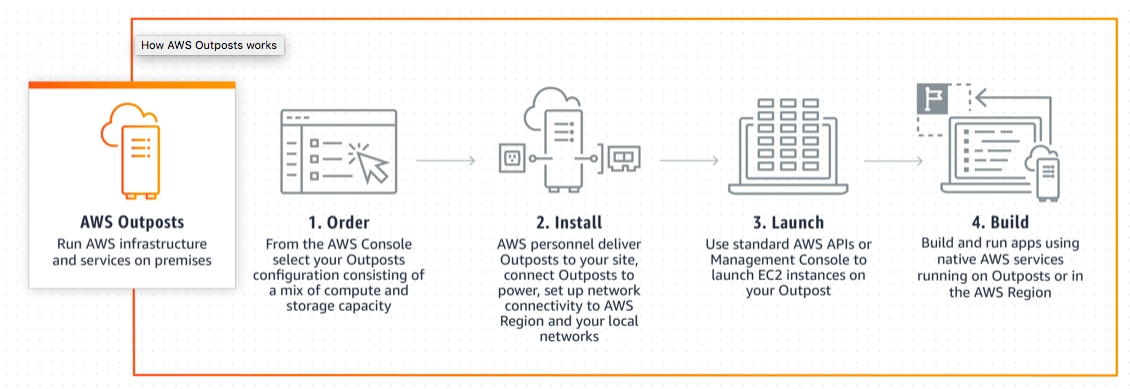 How AWS Outposts works
AWS Outposts
Run AWS infrastructure
and services on premises
1. Order
From the AWS Console
select your Outposts
configuration consisting of
a mix of compute and
storage capacity
2. Install
AWS personnel deliver
Outposts to your site,
connect Outposts to
power, set up network
connectivity to AWS
Region and your local
networks
3. Launch
Use standard AWS APIs or
Management Console to
launch EC2 instances on
your Outpost
4. Build
Build and run apps using
native AWS services
running on Outposts or in
the AWS Region